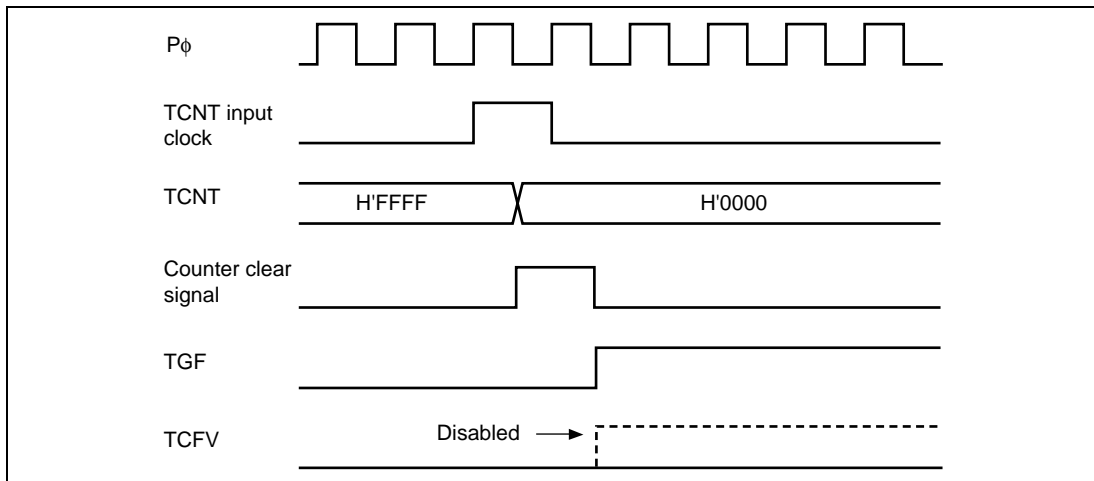 Pϕ
TCNT input
clock
TCNT
H'FFFF
H'0000
Counter clear
signal
TGF
TCFV
Disabled